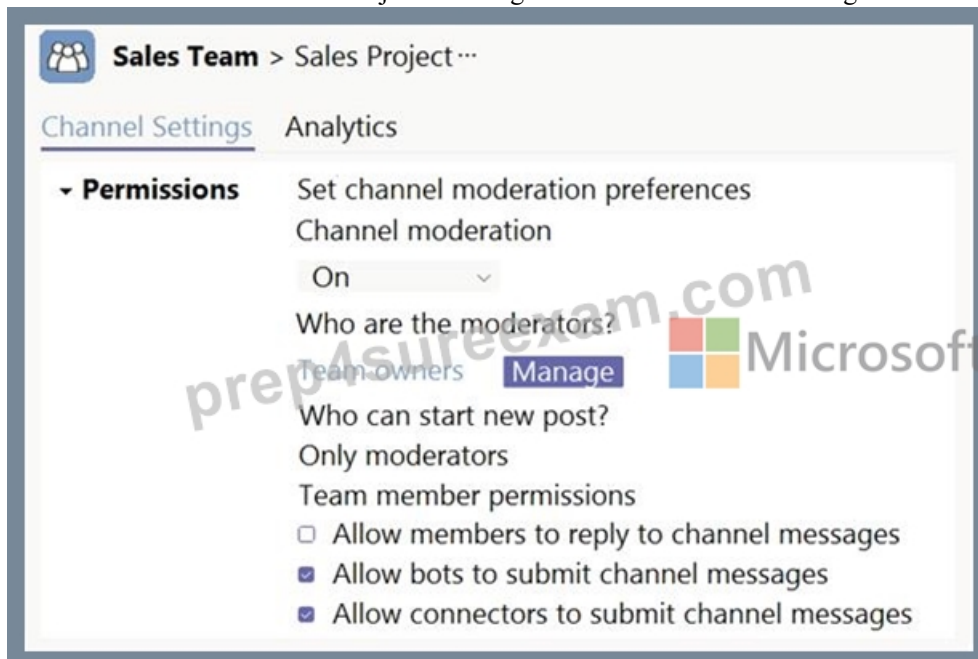 Sales Team > Sales Project ...
Channel Settings Analytics
Permissions Set channel moderation preferences
Channel moderation
On
Who are the moderators?
Team owners Manage
Microsoft
prep4sureexam.com
Who can start new post?
Only moderators
Team member permissions
Allow members to reply to channel messages
Allow bots to submit channel messages
Allow connectors to submit channel messages